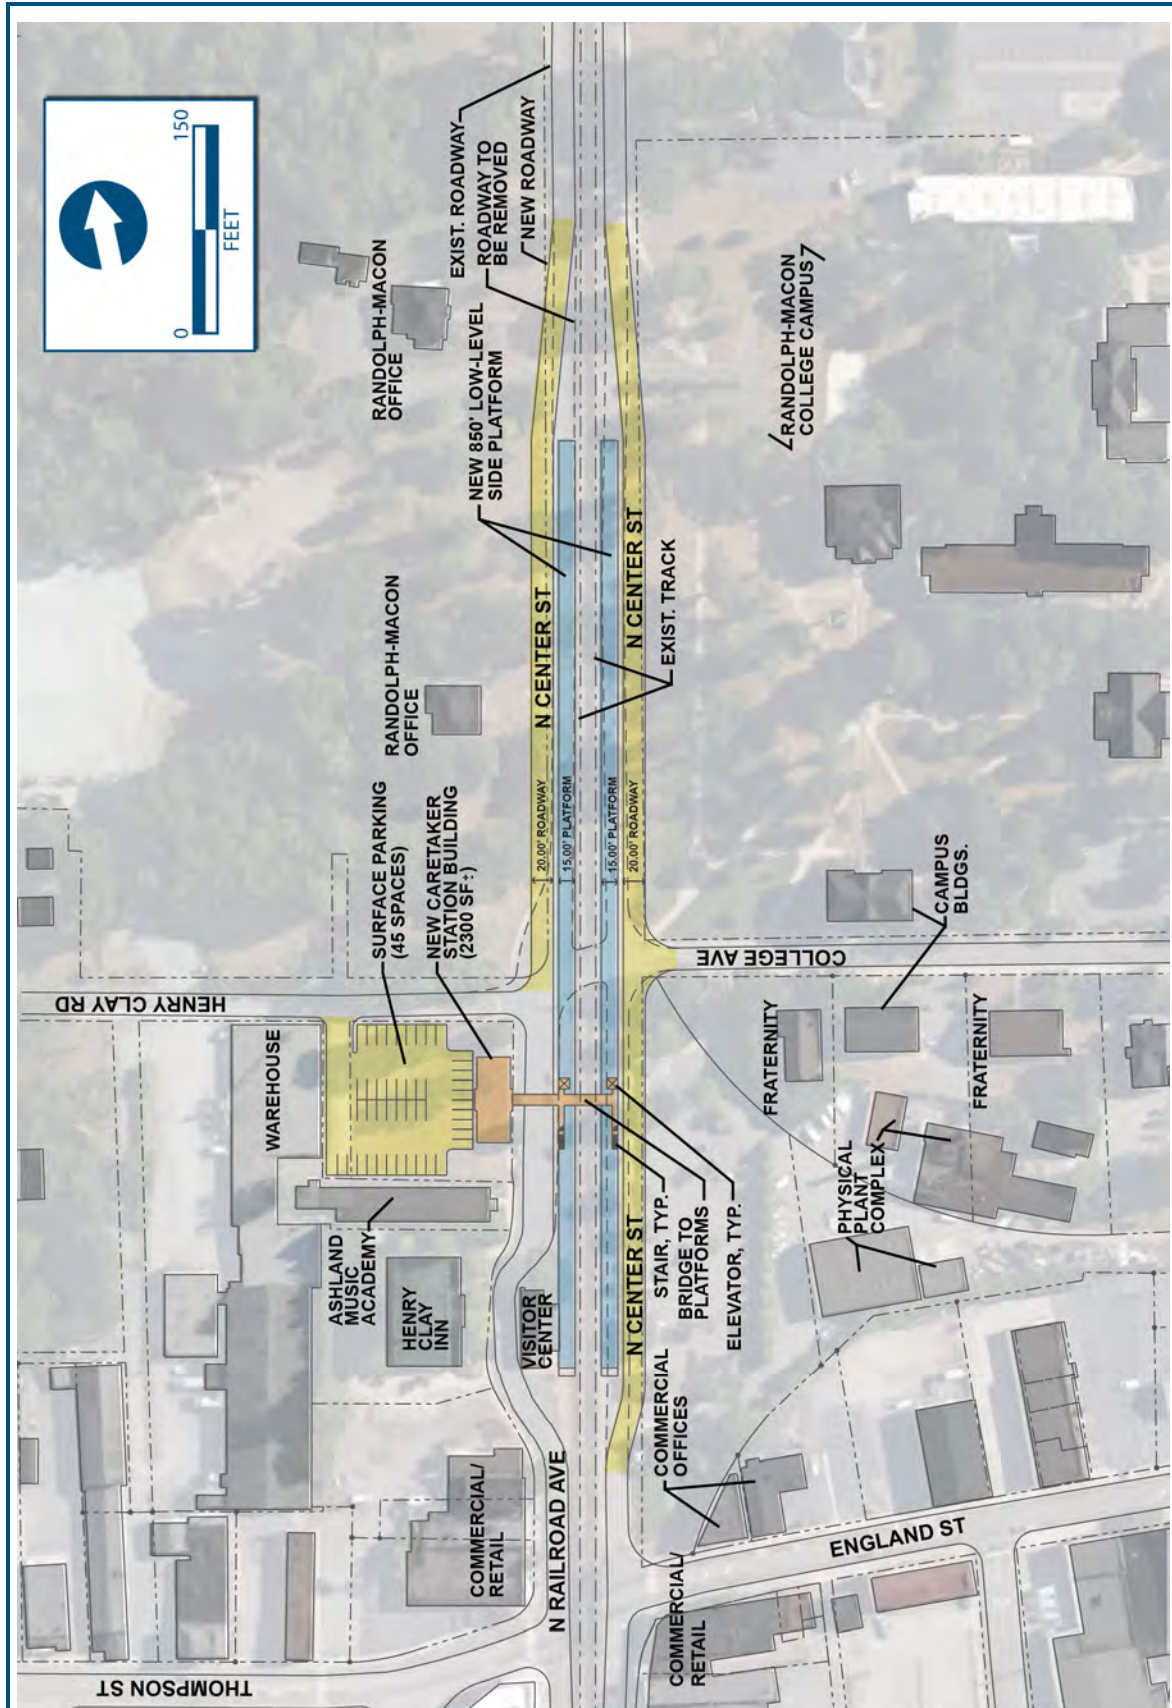 0
150
FEET
RANDOLPH-MACON
OFFICE
EXIST. ROADWAY
ROADWAY TO
BE REMOVED
NEW ROADWAY
NEW 850' LOW-LEVEL
SIDE PLATFORM
RANDOLPH-MACON
COLLEGE CAMPUS
N CENTER ST
N CENTER ST
EXIST. TRACK
RANDOLPH-MACON
OFFICE
SURFACE PARKING
(45 SPACES)
NEW CARETAKER
STATION BUILDING
(2300 SF±)
20.00' ROADWAY
15.00' PLATFORM
15.00' PLATFORM
20.00' ROADWAY
CAMPUS
BLDGS.
HENRY CLAY RD
COLLEGE AVE
WAREHOUSE
FRATERNITY
FRATERNITY
PHYSICAL
PLANT
COMPLEX
ASHLAND
MUSIC
ACADEMY
HENRY
CLAY
INN
VISITOR
CENTER
N CENTER ST
STAIR, TYP.
BRIDGE TO
PLATFORMS
ELEVATOR, TYP.
COMMERCIAL
OFFICES
COMMERCIAL/
RETAIL
N RAILROAD AVE
COMMERCIAL/
RETAIL
ENGLAND ST
THOMPSON ST